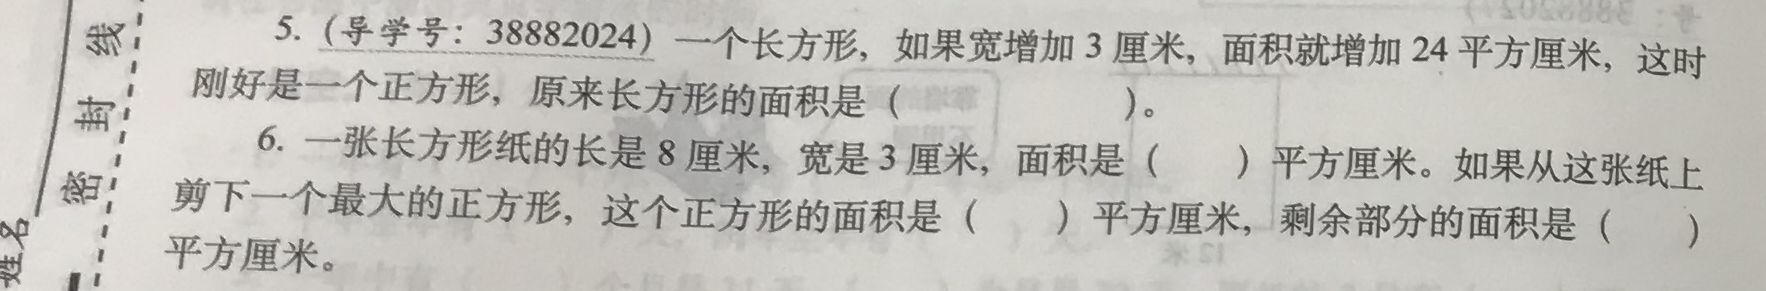 5. (导学号：38882024) 一个长方形，如果宽增加 3 厘米，面积就增加 24 平方厘米，这时
刚好是一个正方形，原来长方形的面积是（　　　）。
6. 一张长方形纸的长是 8 厘米，宽是 3 厘米，面积是（　　）平方厘米。如果从这张纸上
剪下一个最大的正方形，这个正方形的面积是（　　）平方厘米，剩余部分的面积是（　　）
平方厘米。
密 封 线
姓名